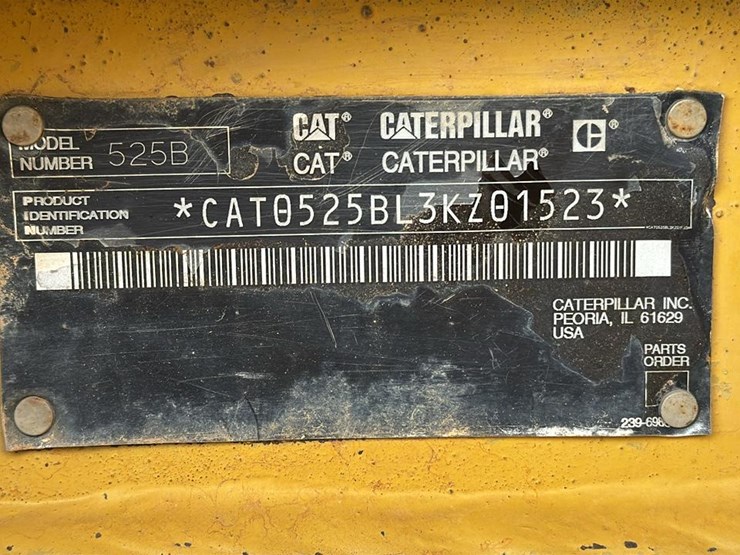 CAT® CATERPILLAR®
CAT® CATERPILLAR®
MODEL
NUMBER 525B
PRODUCT
IDENTIFICATION
NUMBER
*CAT0525BL3KZ01523*
CATERPILLAR INC.
PEORIA, IL 61629
USA
PARTS
ORDER